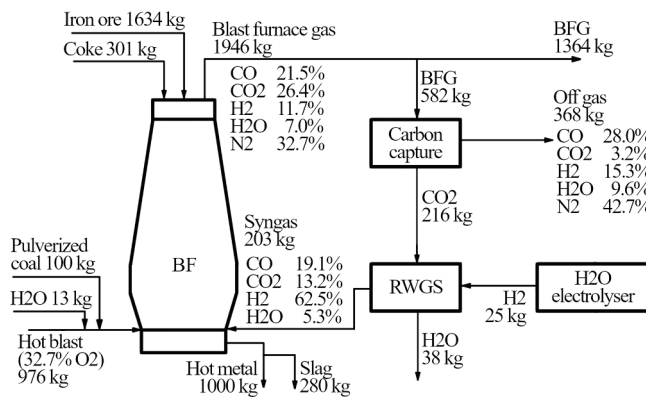 Iron ore 1634 kg
Coke 301 kg
Blast furnace gas
1946 kg
CO 21.5%
CO2 26.4%
H2 11.7%
H2O 7.0%
N2 32.7%
BFG
1364 kg
BFG
582 kg
Off gas
368 kg
CO 28.0%
CO2 3.2%
H2 15.3%
H2O 9.6%
N2 42.7%
Carbon
capture
CO2
216 kg
Syngas
203 kg
CO 19.1%
CO2 13.2%
H2 62.5%
H2O 5.3%
BF
RWGS
H2O
electrolyser
H2
25 kg
H2O
38 kg
Pulverized
coal 100 kg
H2O 13 kg
Hot blast
(32.7% O2)
976 kg
Hot metal
1000 kg
Slag
280 kg